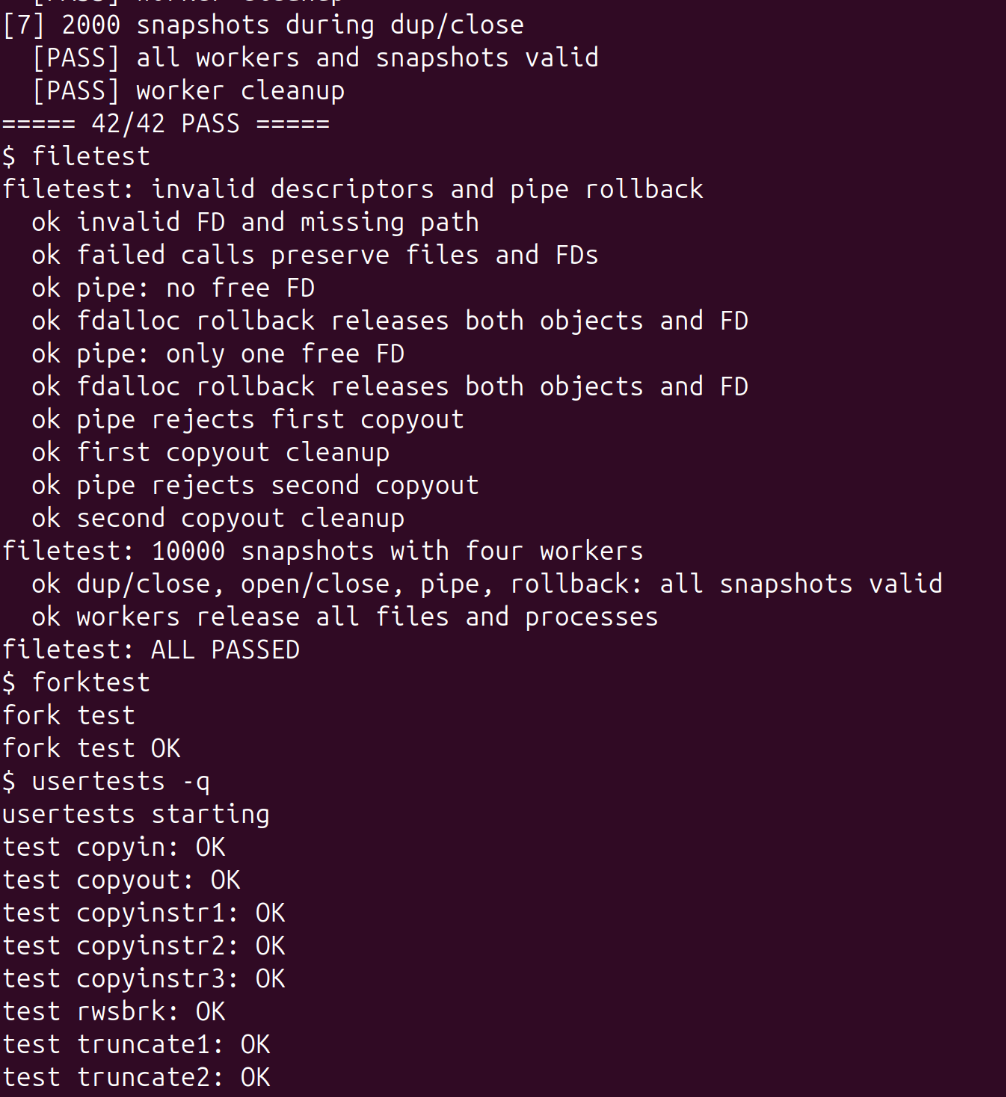 [7] 2000 snapshots during dup/close
  [PASS] all workers and snapshots valid
  [PASS] worker cleanup
===== 42/42 PASS =====
$ filetest
filetest: invalid descriptors and pipe rollback
  ok invalid FD and missing path
  ok failed calls preserve files and FDs
  ok pipe: no free FD
  ok fdalloc rollback releases both objects and FD
  ok pipe: only one free FD
  ok fdalloc rollback releases both objects and FD
  ok pipe rejects first copyout
  ok first copyout cleanup
  ok pipe rejects second copyout
  ok second copyout cleanup
filetest: 10000 snapshots with four workers
  ok dup/close, open/close, pipe, rollback: all snapshots valid
  ok workers release all files and processes
filetest: ALL PASSED
$ forktest
fork test
fork test OK
$ usertests -q
usertests starting
test copyin: OK
test copyout: OK
test copyinstr1: OK
test copyinstr2: OK
test copyinstr3: OK
test rwsbrk: OK
test truncate1: OK
test truncate2: OK